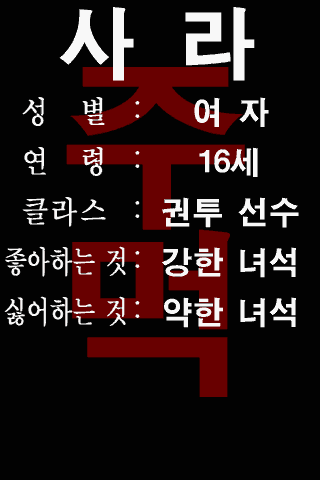 사 라
주먹
성 별 : 여 자
연 령 : 16세
클라스 : 권투 선수
좋아하는 것: 강한 녀석
싫어하는 것: 약한 녀석